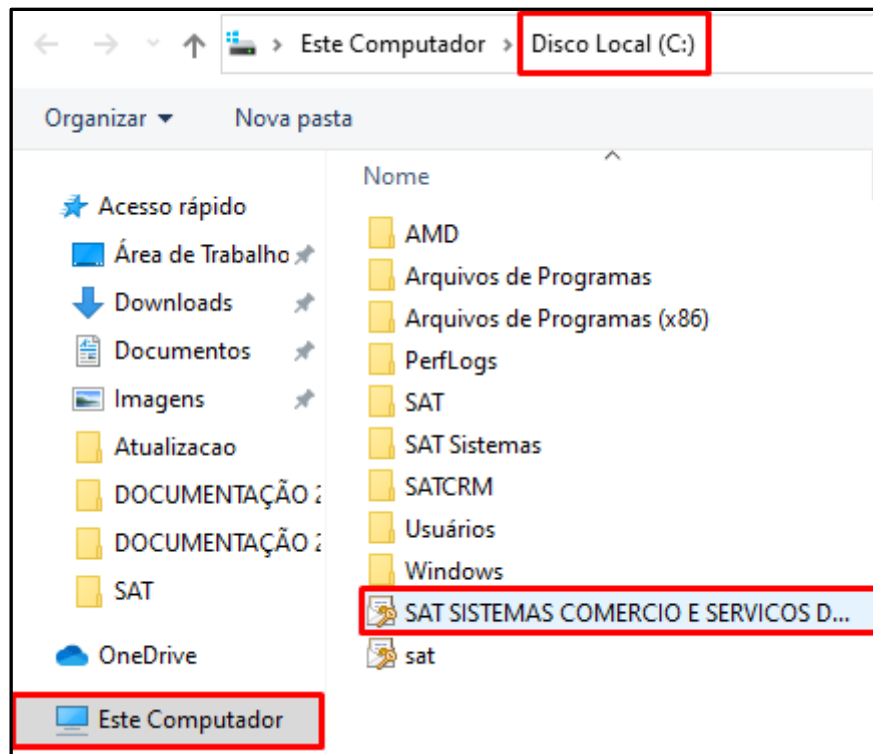 Este Computador > Disco Local (C:)
Organizar Nova pasta
Nome
Acesso rápido
Área de Trabalho
Downloads
Documentos
Imagens
Atualizacao
DOCUMENTAÇÃO 2
DOCUMENTAÇÃO 2
SAT
OneDrive
Este Computador
AMD
Arquivos de Programas
Arquivos de Programas (x86)
PerfLogs
SAT
SAT Sistemas
SATCRM
Usuários
Windows
SAT SISTEMAS COMERCIO E SERVICOS D...
sat